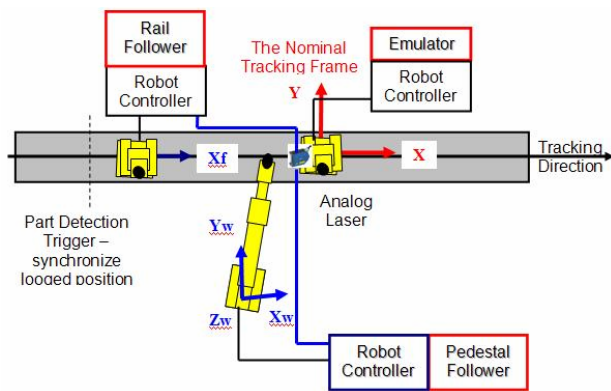 Rail
Follower
Robot
Controller
The Nominal
Tracking Frame
Y
Emulator
Robot
Controller
Xf
X
Tracking
Direction
Analog
Laser
Part Detection
Trigger –
synchronize
logged position
Yw
Zw
Xw
Robot
Controller
Pedestal
Follower